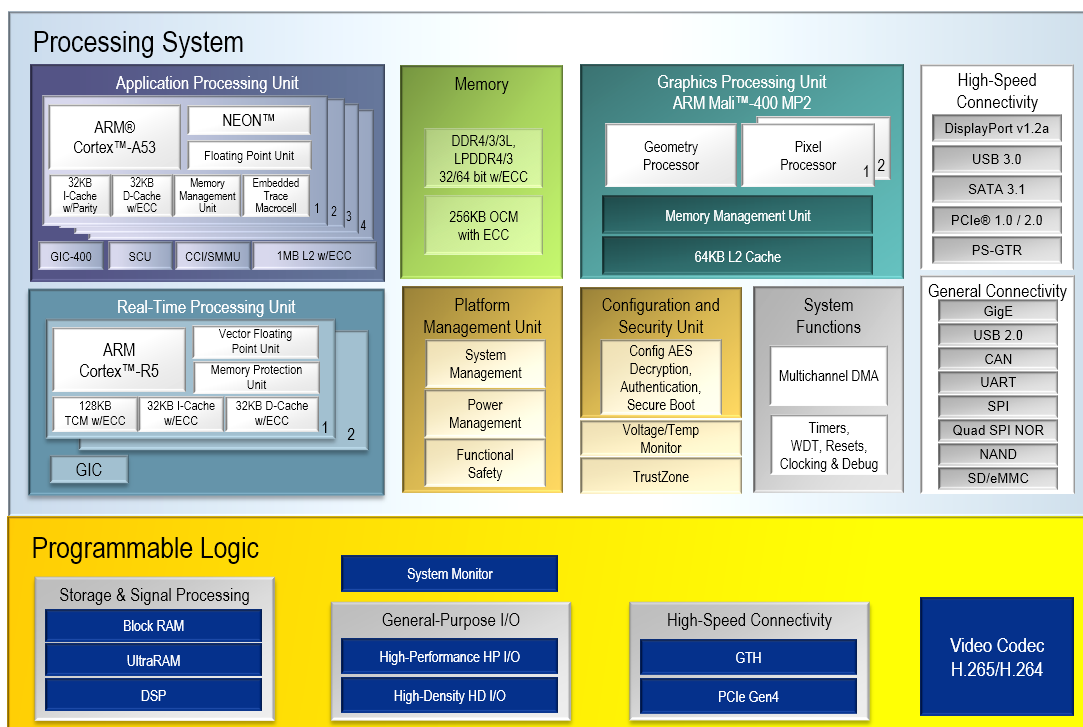 Processing System
Application Processing Unit
ARM®
Cortex™-A53
NEON™
Floating Point Unit
32KB
I-Cache
w/Parity
32KB
D-Cache
w/ECC
Memory
Management
Unit
Embedded
Trace
Macrocell
1
2
3
4
GIC-400
SCU
CCI/SMMU
1MB L2 w/ECC
Memory
DDR4/3/3L,
LPDDR4/3
32/64 bit w/ECC
256KB OCM
with ECC
Graphics Processing Unit
ARM Mali™-400 MP2
Geometry
Processor
Pixel
Processor
1
2
Memory Management Unit
64KB L2 Cache
High-Speed
Connectivity
DisplayPort v1.2a
USB 3.0
SATA 3.1
PCIe® 1.0 / 2.0
PS-GTR
Real-Time Processing Unit
ARM
Cortex™-R5
Vector Floating
Point Unit
Memory Protection
Unit
128KB
TCM w/ECC
32KB I-Cache
w/ECC
32KB D-Cache
w/ECC
1
2
GIC
Platform
Management Unit
System
Management
Power
Management
Functional
Safety
Configuration and
Security Unit
Config AES
Decryption,
Authentication,
Secure Boot
Voltage/Temp
Monitor
TrustZone
System
Functions
Multichannel DMA
Timers,
WDT, Resets,
Clocking & Debug
General Connectivity
GigE
USB 2.0
CAN
UART
SPI
Quad SPI NOR
NAND
SD/eMMC
Programmable Logic
Storage & Signal Processing
Block RAM
UltraRAM
DSP
System Monitor
General-Purpose I/O
High-Performance HP I/O
High-Density HD I/O
High-Speed Connectivity
GTH
PCIe Gen4
Video Codec
H.265/H.264